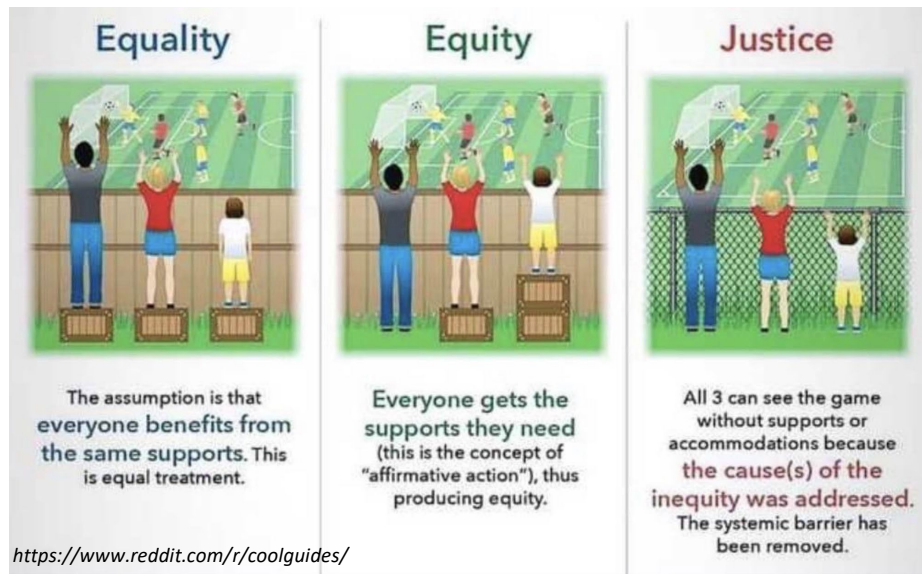 Equality
The assumption is that
everyone benefits from
the same supports. This
is equal treatment.
Equity
Everyone gets the
supports they need
(this is the concept of
"affirmative action"), thus
producing equity.
Justice
All 3 can see the game
without supports or
accommodations because
the cause(s) of the
inequity was addressed.
The systemic barrier has
been removed.
https://www.reddit.com/r/coolguides/